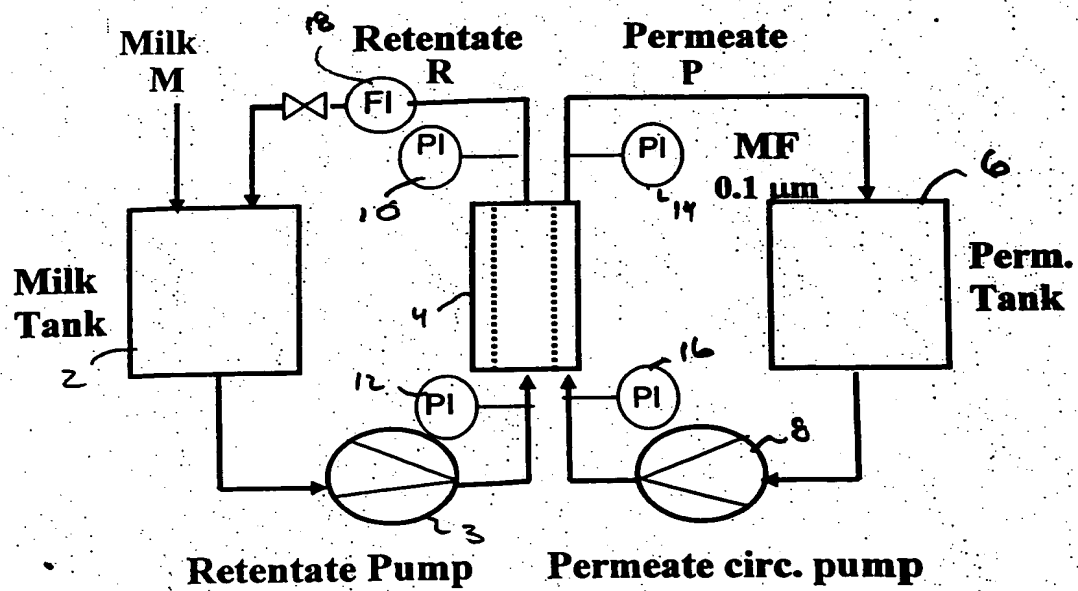 Milk
M
18
Retentate
R
Permeate
P
FI
PI
10
PI
14
MF
0.1 µm
6
Milk
Tank
2
4
Perm.
Tank
12
PI
16
PI
8
3
Retentate Pump
Permeate circ. pump